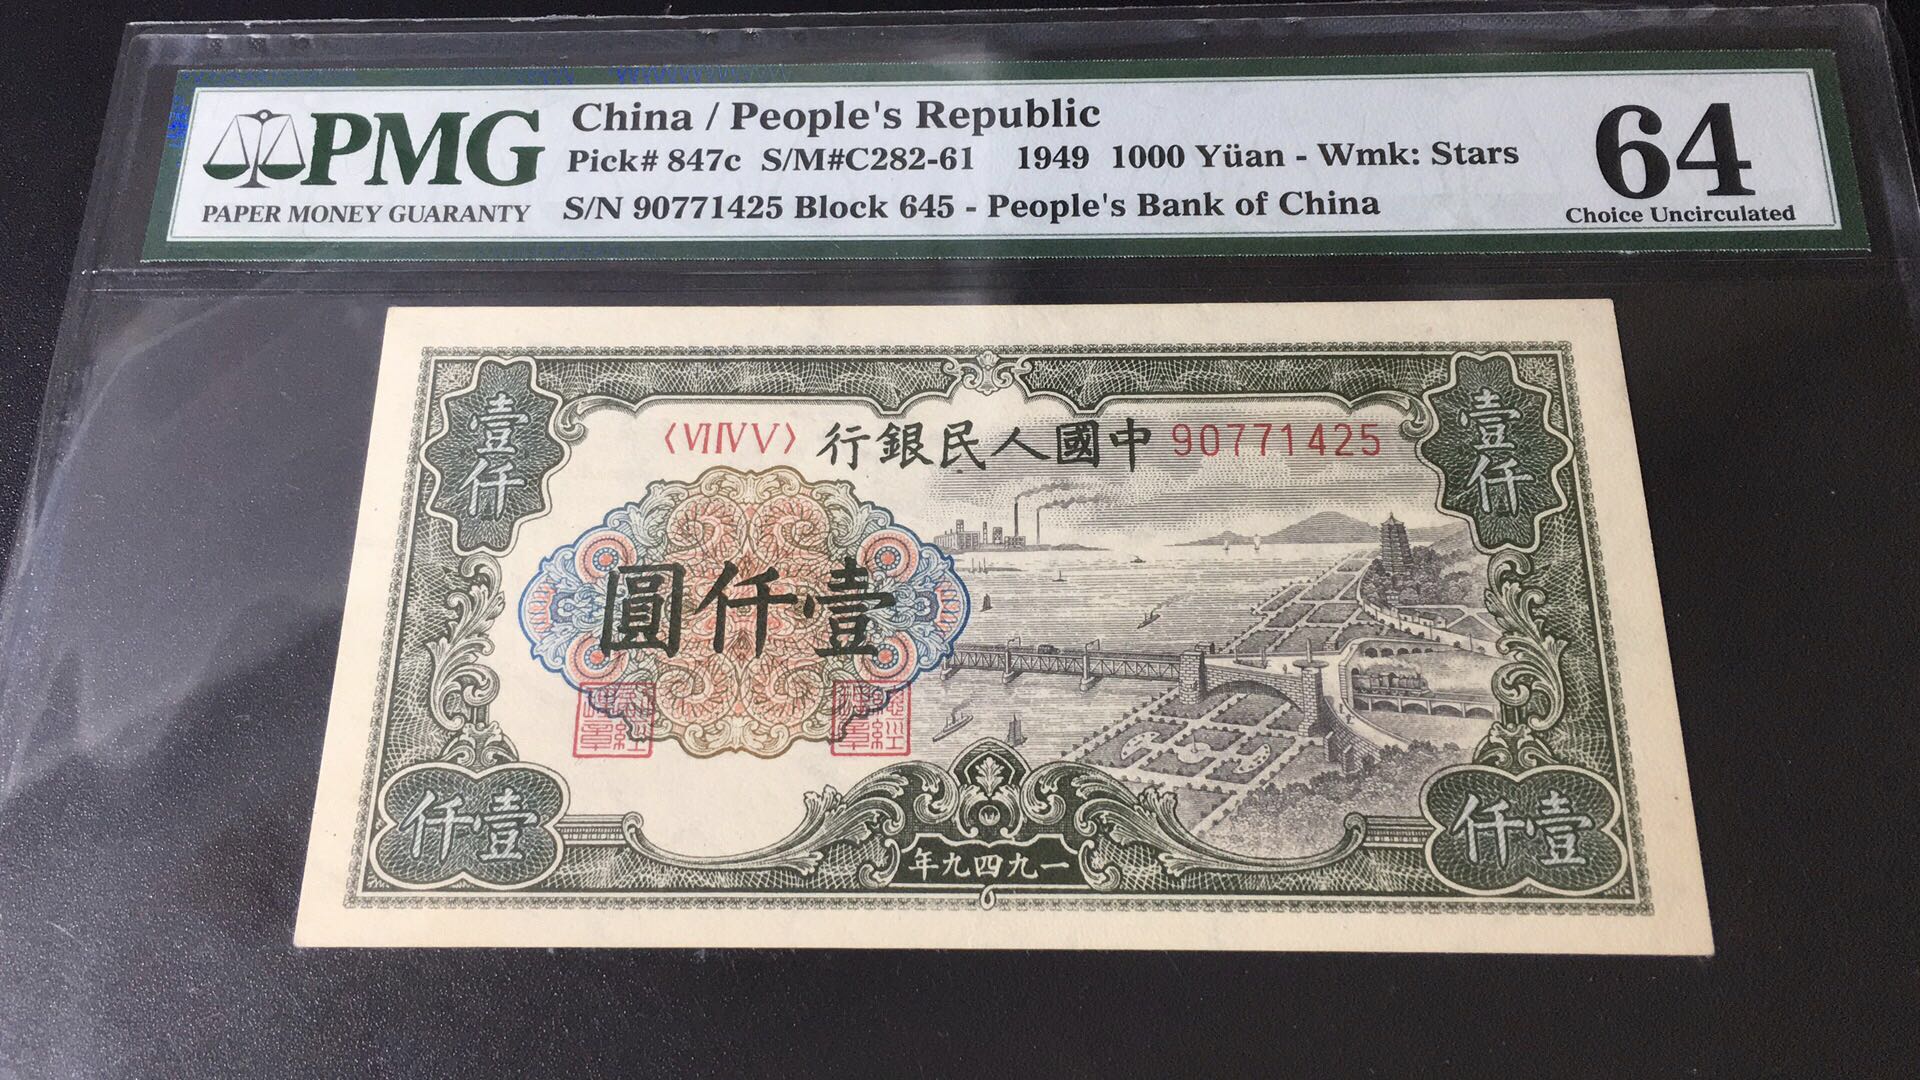 PMG
PAPER MONEY GUARANTY
China / People's Republic
Pick# 847c S/M#C282-61 1949 1000 Yüan - Wmk: Stars
S/N 90771425 Block 645 - People's Bank of China
64
Choice Uncirculated
壹仟
壹仟
〈VI IV V〉
中國人民銀行
90771425
壹仟圓
壹仟
一九四九年
壹仟